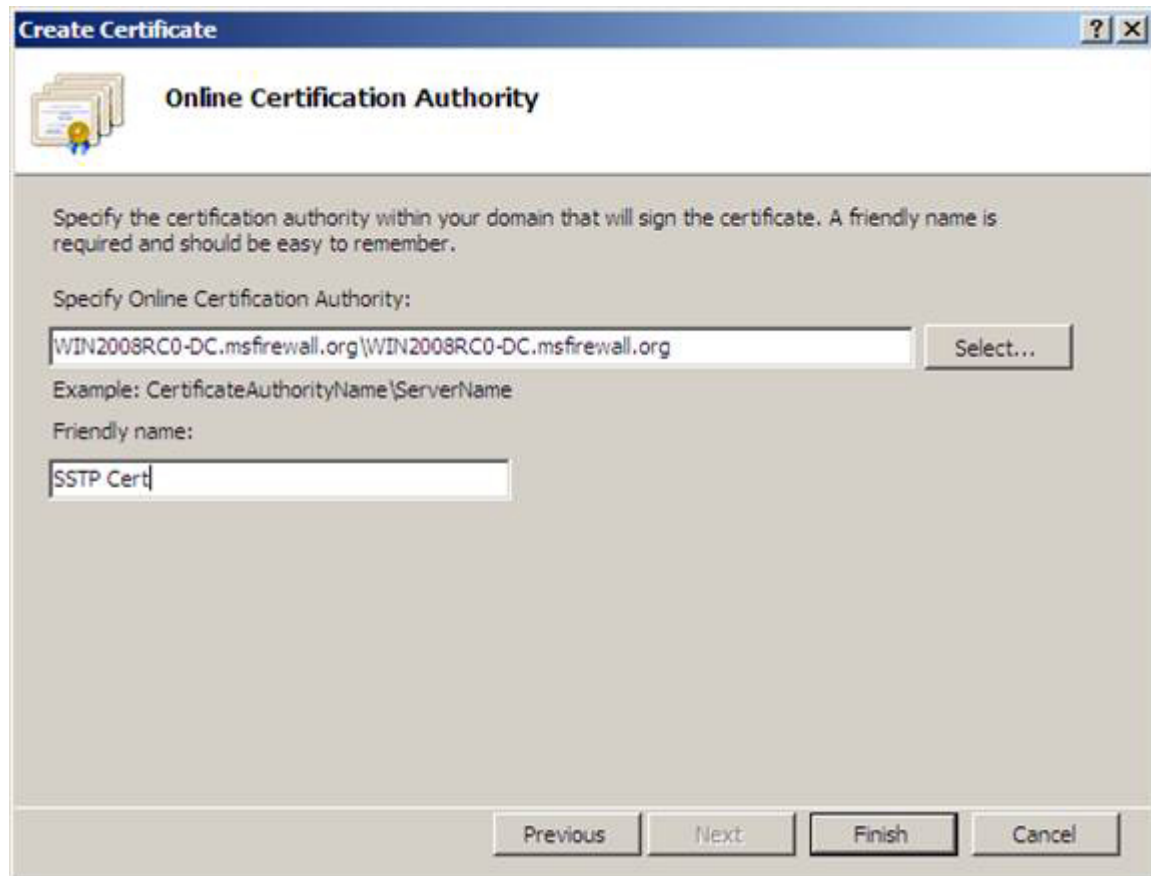 Create Certificate
Online Certification Authority
Specify the certification authority within your domain that will sign the certificate. A friendly name is
required and should be easy to remember.
Specify Online Certification Authority:
WIN2008RC0-DC.msfirewall.org\WIN2008RC0-DC.msfirewall.org
Select...
Example: CertificateAuthorityName\ServerName
Friendly name:
SSTP Cert
Previous Next Finish Cancel